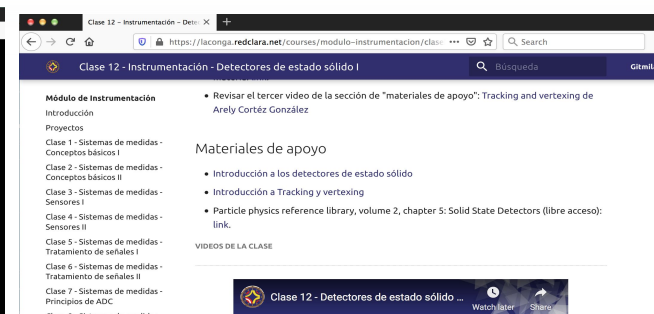 Clase 12 – Instrumentación – Detec
https://laconga.redclara.net/courses/modulo-instrumentacion/clase
Search
Clase 12 - Instrumentación - Detectores de estado sólido I
Búsqueda
Módulo de Instrumentación
Introducción
Proyectos
Clase 1 - Sistemas de medidas -
Conceptos básicos I
Clase 2 - Sistemas de medidas -
Conceptos básicos II
Clase 3 - Sistemas de medidas -
Sensores I
Clase 4 - Sistemas de medidas -
Sensores II
Clase 5 - Sistemas de medidas -
Tratamiento de señales I
Clase 6 - Sistemas de medidas -
Tratamiento de señales II
Clase 7 - Sistemas de medidas -
Principios de ADC
• Revisar el tercer video de la sección de "materiales de apoyo": Tracking and vertexing de
Arely Cortéz González
Materiales de apoyo
• Introducción a los detectores de estado sólido
• Introducción a Tracking y vertexing
• Particle physics reference library, volume 2, chapter 5: Solid State Detectors (libre acceso):
link.
VIDEOS DE LA CLASE
Clase 12 - Detectores de estado sólido ...
Watch later
Share